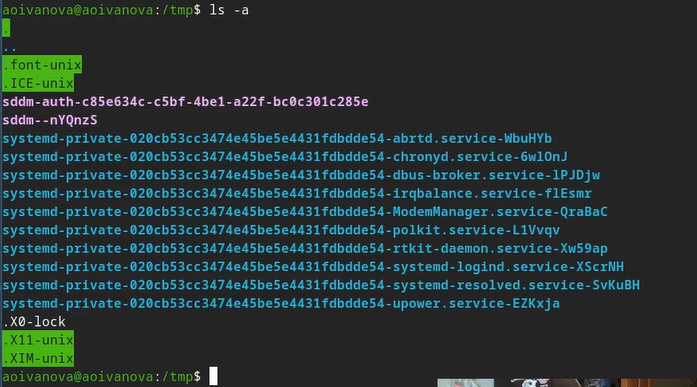 aoivanova@aoivanova:/tmp$ ls -a
.
..
.font-unix
.ICE-unix
sddm-auth-c85e634c-c5bf-4be1-a22f-bc0c301c285e
sddm--nYQnzS
systemd-private-020cb53cc3474e45be5e4431fdbdde54-abrtd.service-WbuHYb
systemd-private-020cb53cc3474e45be5e4431fdbdde54-chronyd.service-6wlOnJ
systemd-private-020cb53cc3474e45be5e4431fdbdde54-dbus-broker.service-lPJDjw
systemd-private-020cb53cc3474e45be5e4431fdbdde54-irqbalance.service-flEsmr
systemd-private-020cb53cc3474e45be5e4431fdbdde54-ModemManager.service-QraBaC
systemd-private-020cb53cc3474e45be5e4431fdbdde54-polkit.service-L1Vvqv
systemd-private-020cb53cc3474e45be5e4431fdbdde54-rtkit-daemon.service-Xw59ap
systemd-private-020cb53cc3474e45be5e4431fdbdde54-systemd-logind.service-XScrNH
systemd-private-020cb53cc3474e45be5e4431fdbdde54-systemd-resolved.service-SvKuBH
systemd-private-020cb53cc3474e45be5e4431fdbdde54-upower.service-EZKxja
.X0-lock
.X11-unix
.XIM-unix
aoivanova@aoivanova:/tmp$